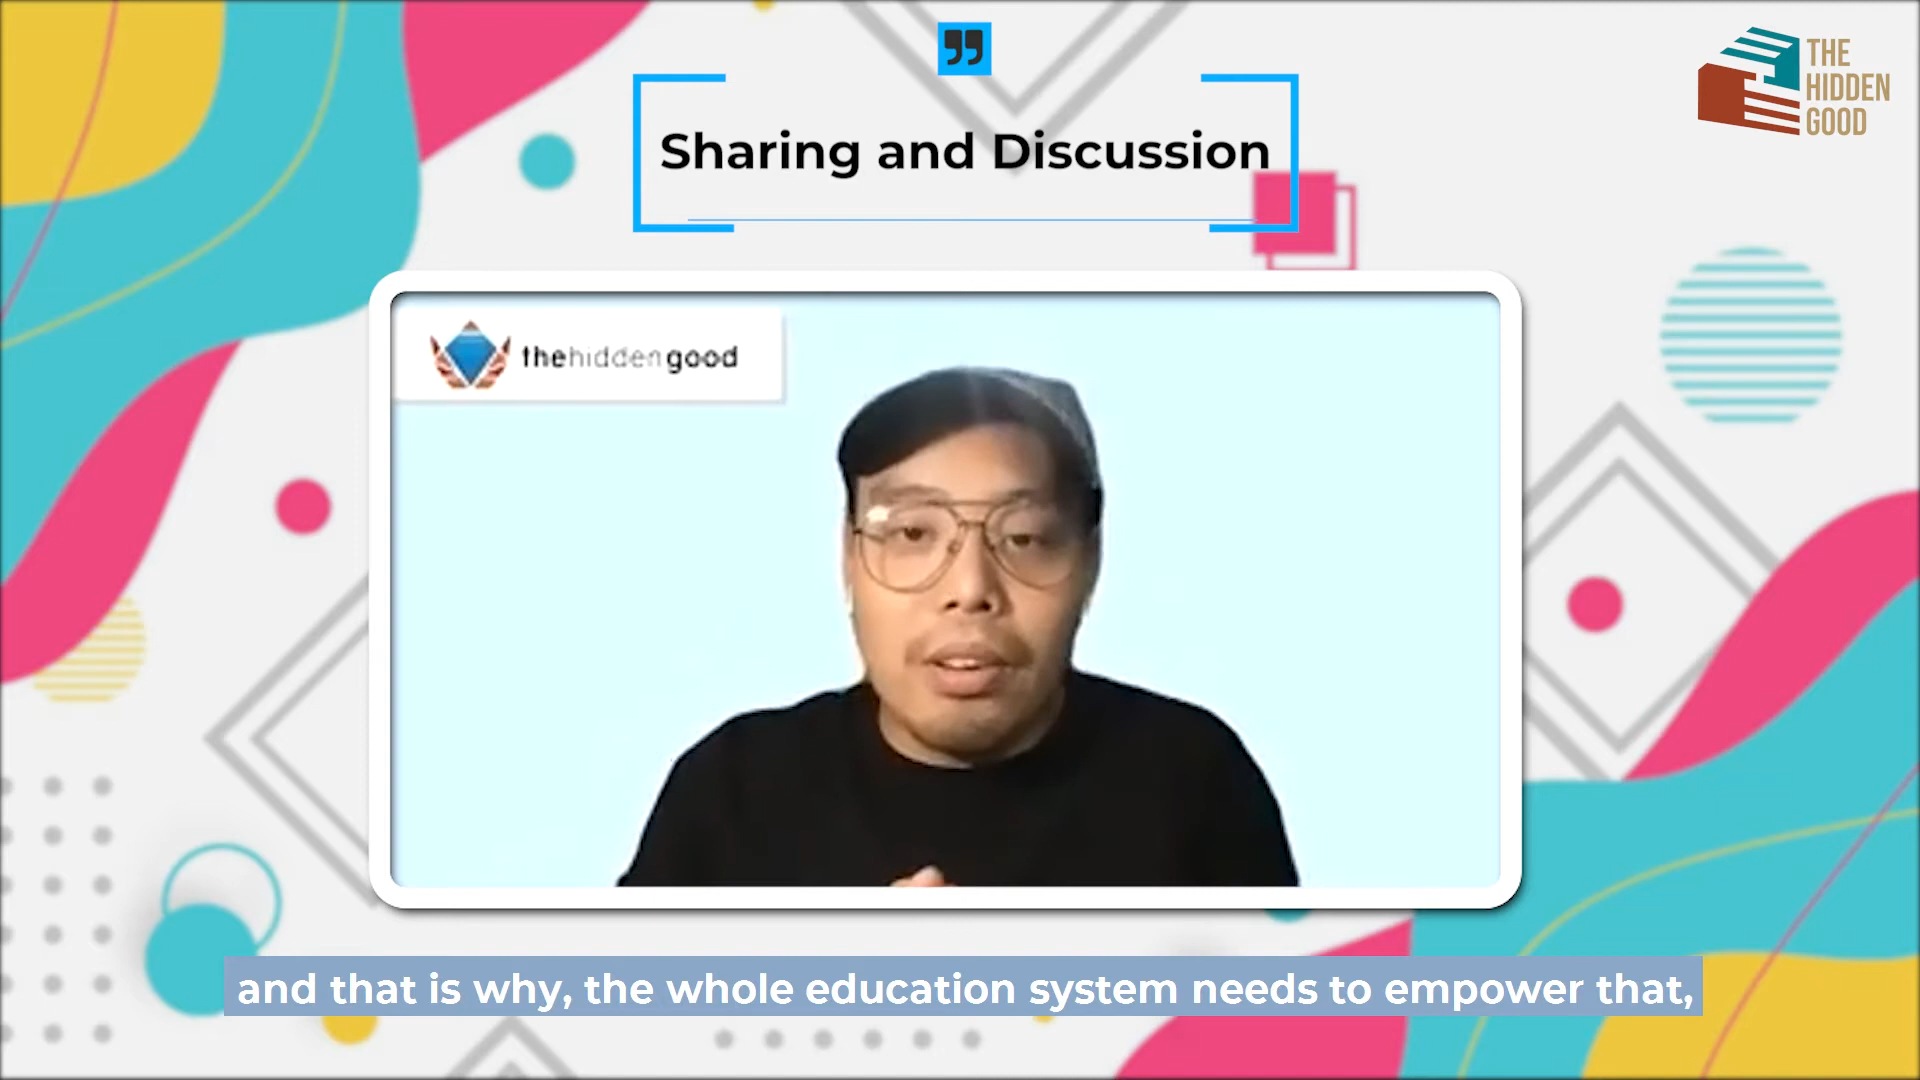 Sharing and Discussion
THE
HIDDEN
GOOD
thehiddengood
and that is why, the whole education system needs to empower that,